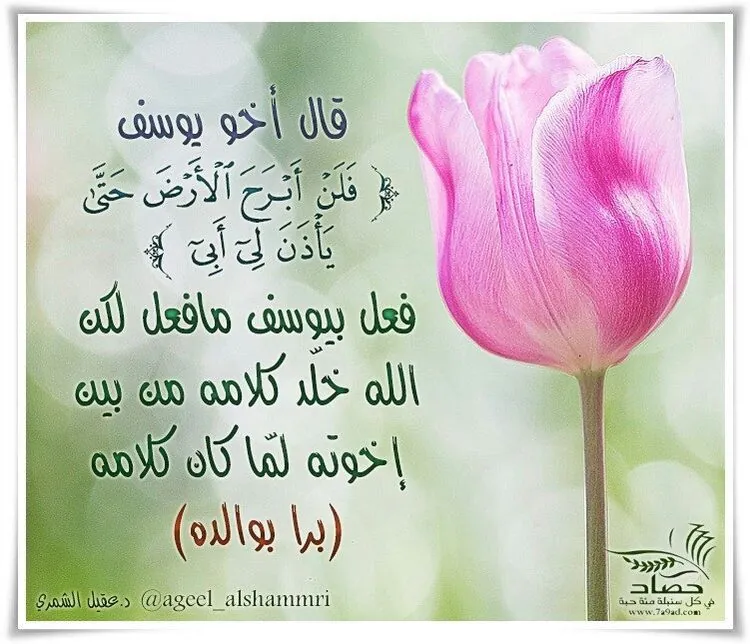 قال أخو يوسف
﴿ فَلَنْ أَبْرَحَ ٱلْأَرْضَ حَتَّىٰ
يَأْذَنَ لِىٓ أَبِىٓ ﴾
فعل بيوسف مافعل لكن
الله خلّد كلامه من بين
إخوته لمّا كان كلامه
(برا بوالده)
د.عقيل الشمري @ageel_alshammri
حصاد
في كل سنبلة مئة حبة
www.7a9ad.com